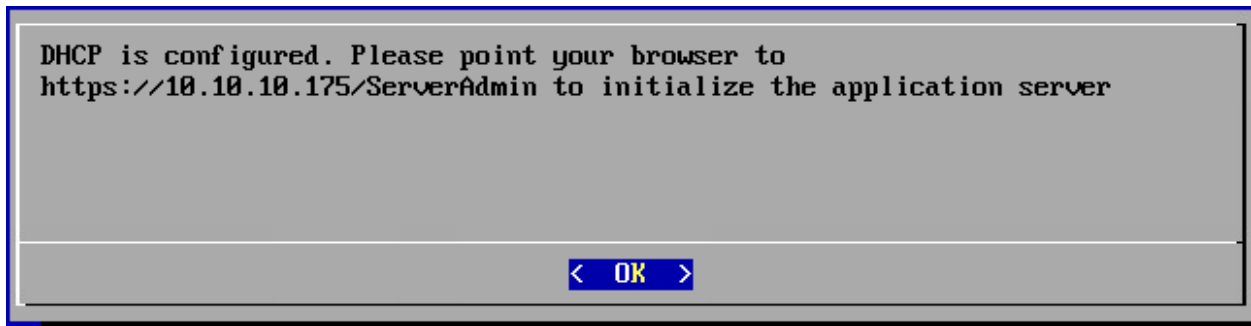 DHCP is configured. Please point your browser to
https://10.10.10.175/ServerAdmin to initialize the application server
< OK >